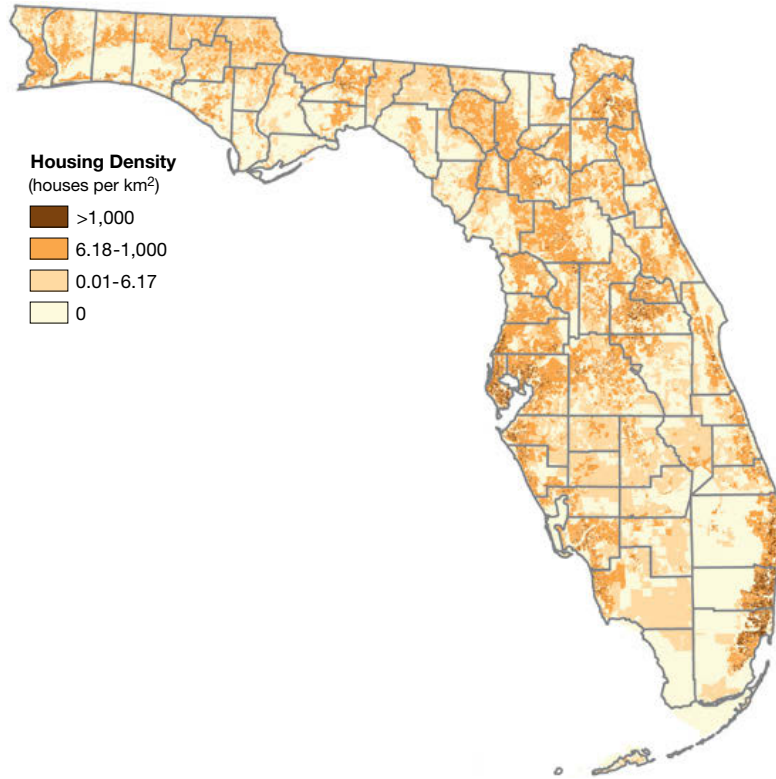 Housing Density
(houses per km²)
>1,000
6.18-1,000
0.01-6.17
0